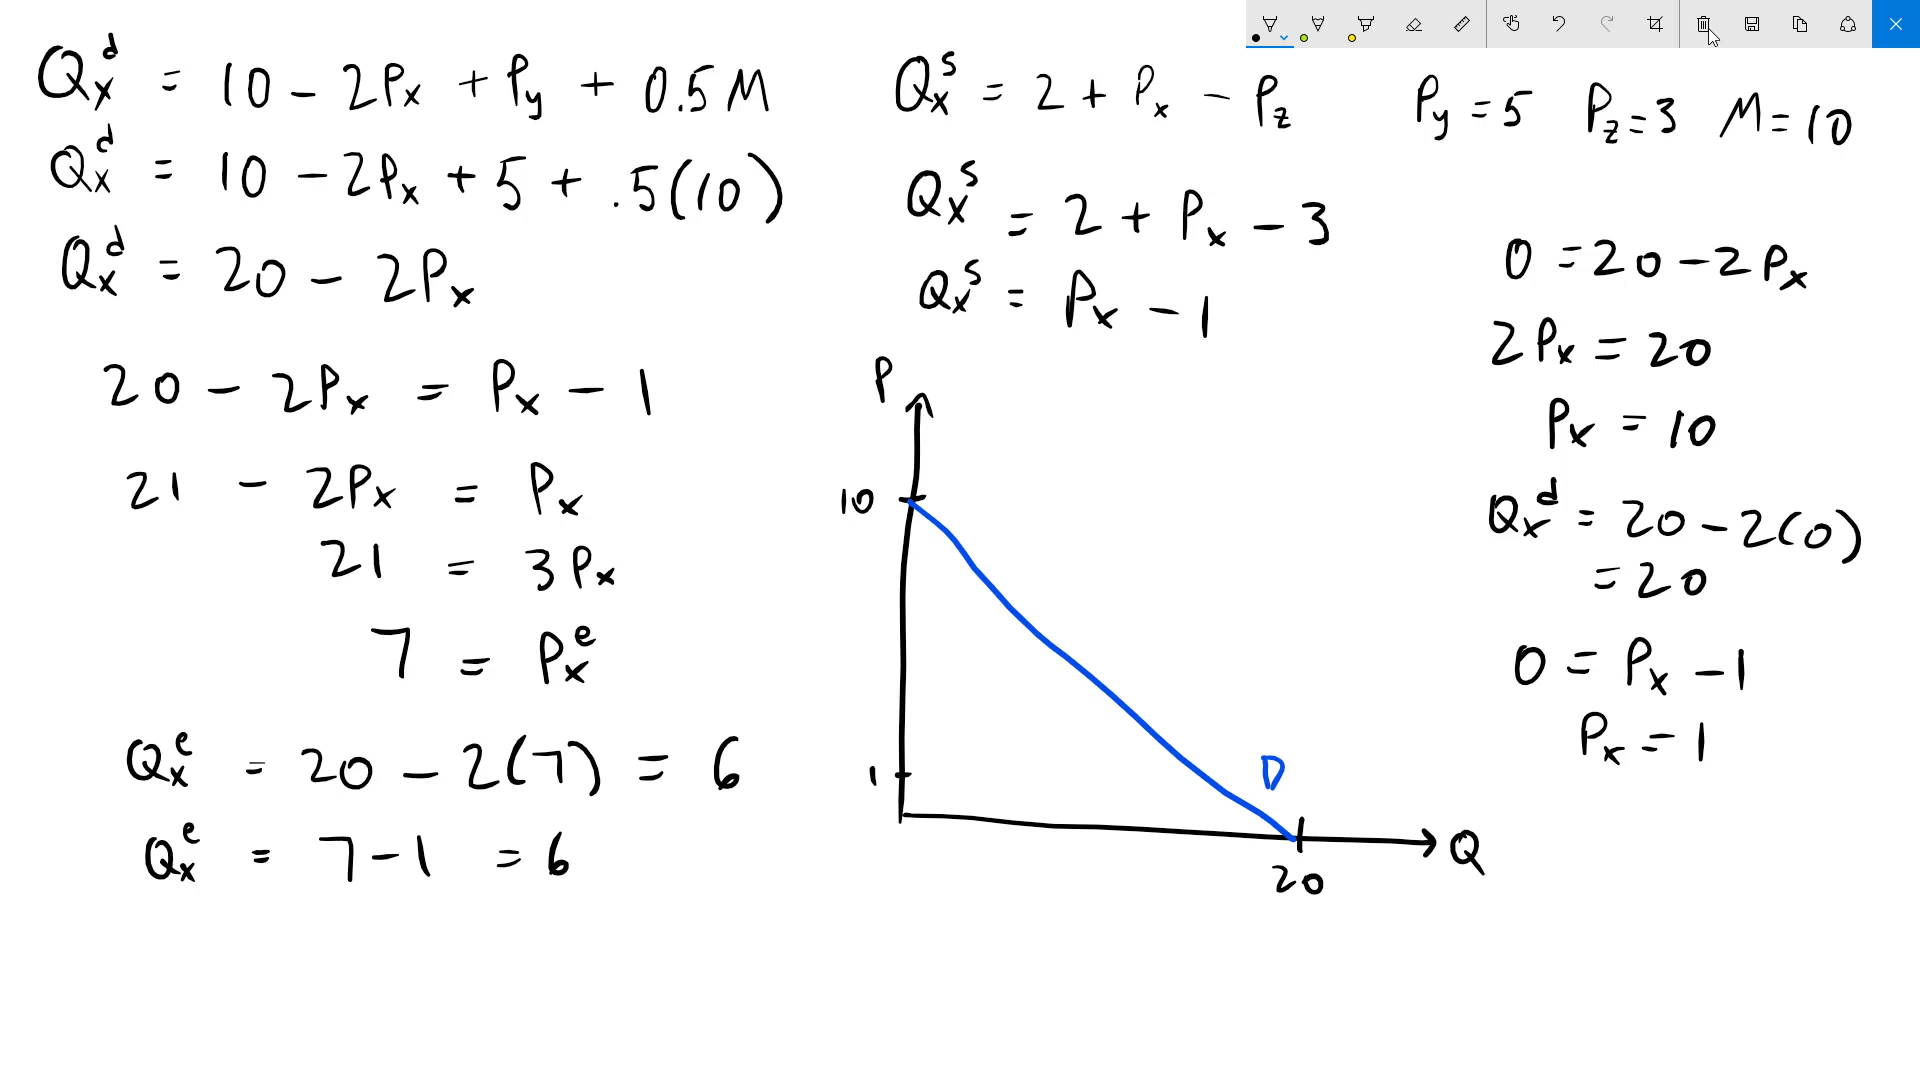 Qₓᵈ = 10 - 2Pₓ + Py + 0.5M
Qₓᵈ = 10 - 2Pₓ + 5 + .5(10)
Qₓᵈ = 20 - 2Pₓ
20 - 2Pₓ = Pₓ - 1
21 - 2Pₓ = Pₓ
21 = 3Pₓ
7 = Pₓᵉ
Qₓᵉ = 20 - 2(7) = 6
Qₓᵉ = 7 - 1 = 6
Qₓˢ = 2 + Pₓ - Pz
Qₓˢ = 2 + Pₓ - 3
Qₓˢ = Pₓ - 1
P
10
1
D
20
Q
Py = 5 Pz = 3 M = 10
0 = 20 - 2Pₓ
2Pₓ = 20
Pₓ = 10
Qₓᵈ = 20 - 2(0)
= 20
0 = Pₓ - 1
Pₓ = 1